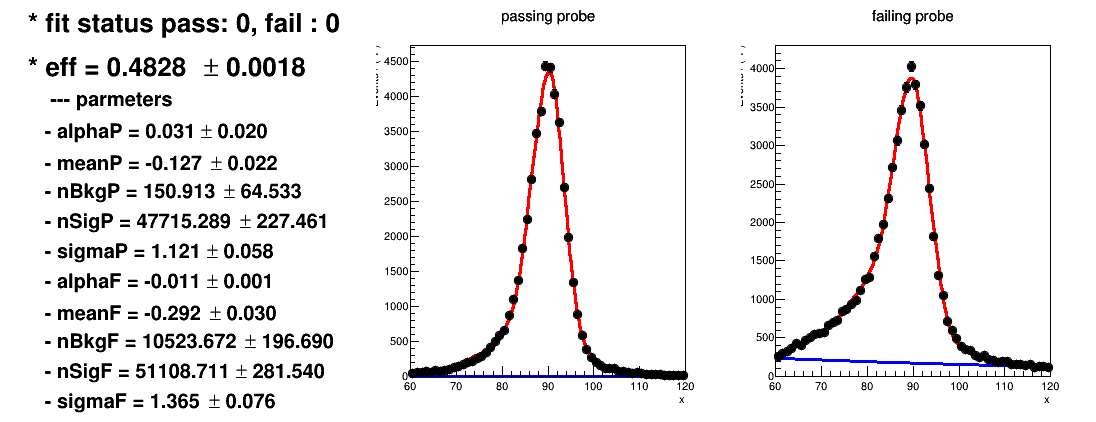 * fit status pass: 0, fail : 0
* eff = 0.4828 ± 0.0018
--- parmeters
- alphaP = 0.031 ± 0.020
- meanP = -0.127 ± 0.022
- nBkgP = 150.913 ± 64.533
- nSigP = 47715.289 ± 227.461
- sigmaP = 1.121 ± 0.058
- alphaF = -0.011 ± 0.001
- meanF = -0.292 ± 0.030
- nBkgF = 10523.672 ± 196.690
- nSigF = 51108.711 ± 281.540
- sigmaF = 1.365 ± 0.076
passing probe
4500
4000
3500
3000
2500
2000
1500
1000
500
0
60 70 80 90 100 110 120
x
failing probe
4000
3500
3000
2500
2000
1500
1000
500
0
60 70 80 90 100 110 120
x